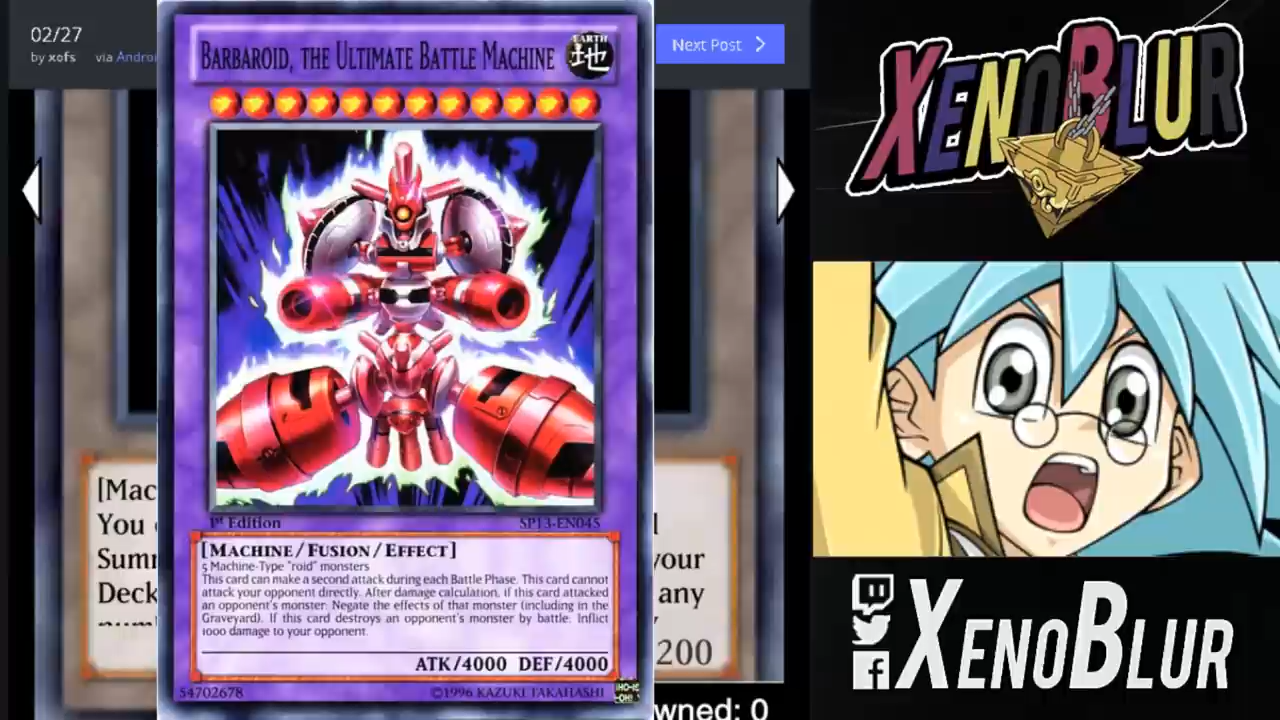 02/27
by xofs via Androi
Next Post
BARBAROID, THE ULTIMATE BATTLE MACHINE
EARTH
地
1st Edition
SP13-EN045
[MACHINE/FUSION/EFFECT]
5 Machine-Type "roid" monsters
This card can make a second attack during each Battle Phase. This card cannot
attack your opponent directly. After damage calculation, if this card attacked
an opponent's monster: Negate the effects of that monster (including in the
Graveyard). If this card destroys an opponent's monster by battle: Inflict
1000 damage to your opponent.
ATK/4000 DEF/4000
54702678
©1996 KAZUKI TAKAHASHI
[Mac
You
Summ
your
Deck
any
200
wned: 0
XENOBLUR
XENOBLUR